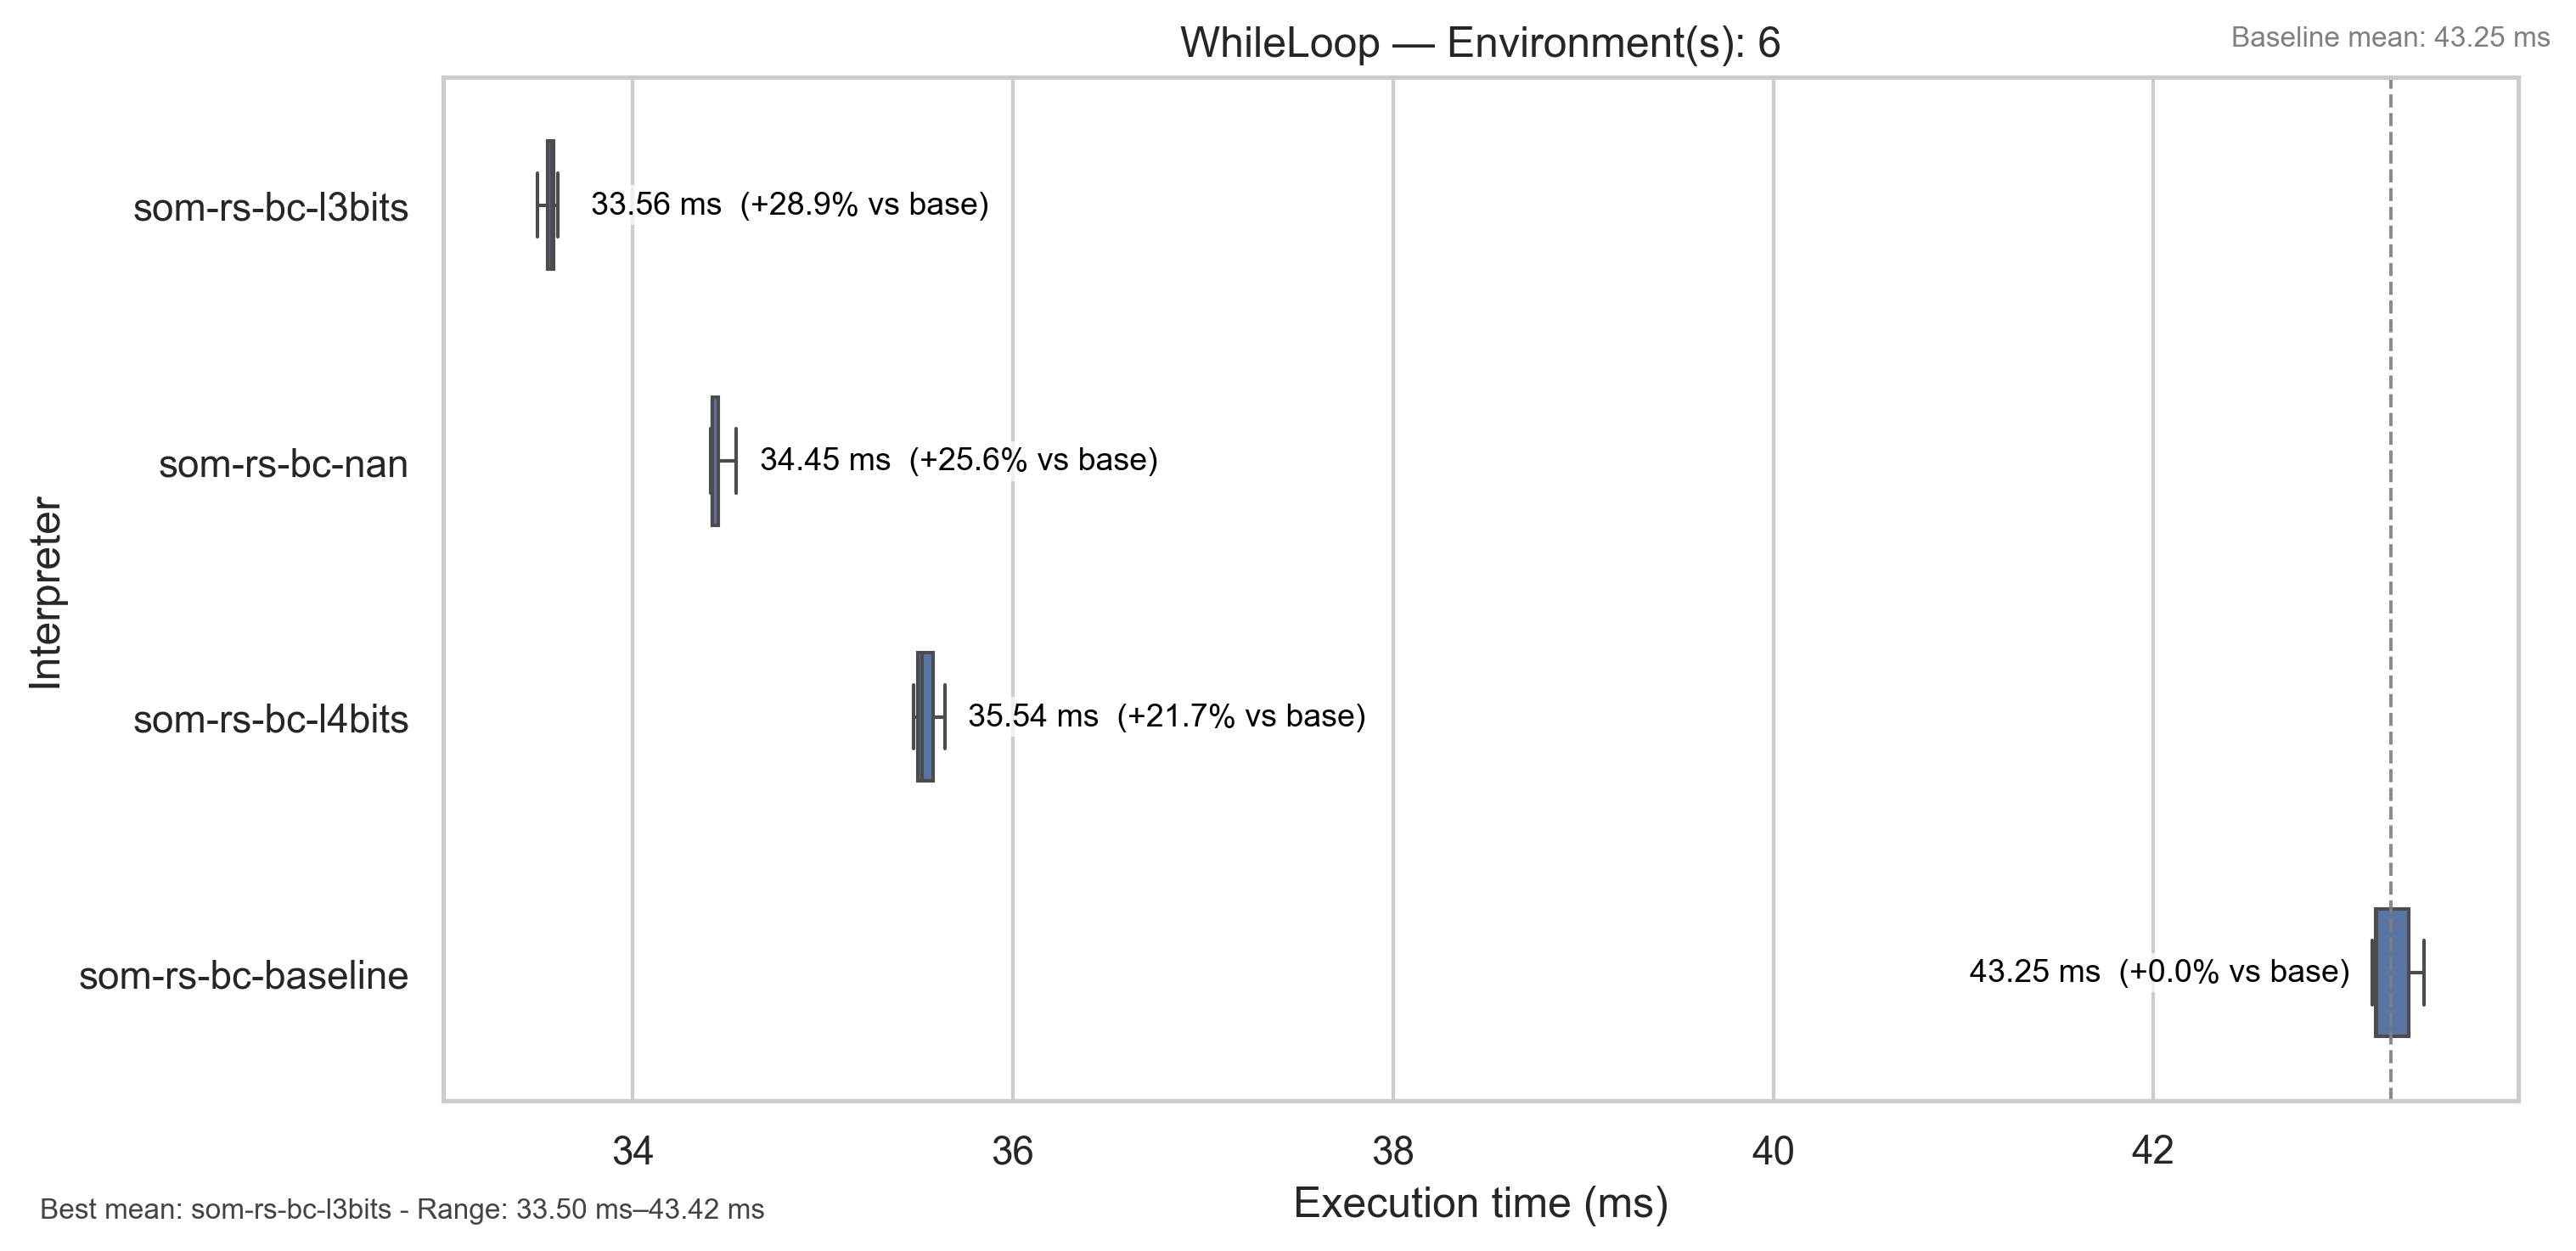 WhileLoop — Environment(s): 6
Baseline mean: 43.25 ms
Interpreter
som-rs-bc-l3bits
33.56 ms (+28.9% vs base)
som-rs-bc-nan
34.45 ms (+25.6% vs base)
som-rs-bc-l4bits
35.54 ms (+21.7% vs base)
som-rs-bc-baseline
43.25 ms (+0.0% vs base)
34 36 38 40 42
Execution time (ms)
Best mean: som-rs-bc-l3bits - Range: 33.50 ms–43.42 ms